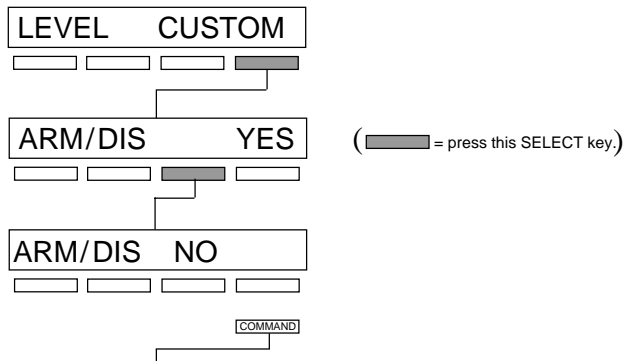 LEVEL CUSTOM
ARM/DIS YES
( = press this SELECT key.)
ARM/DIS NO
COMMAND